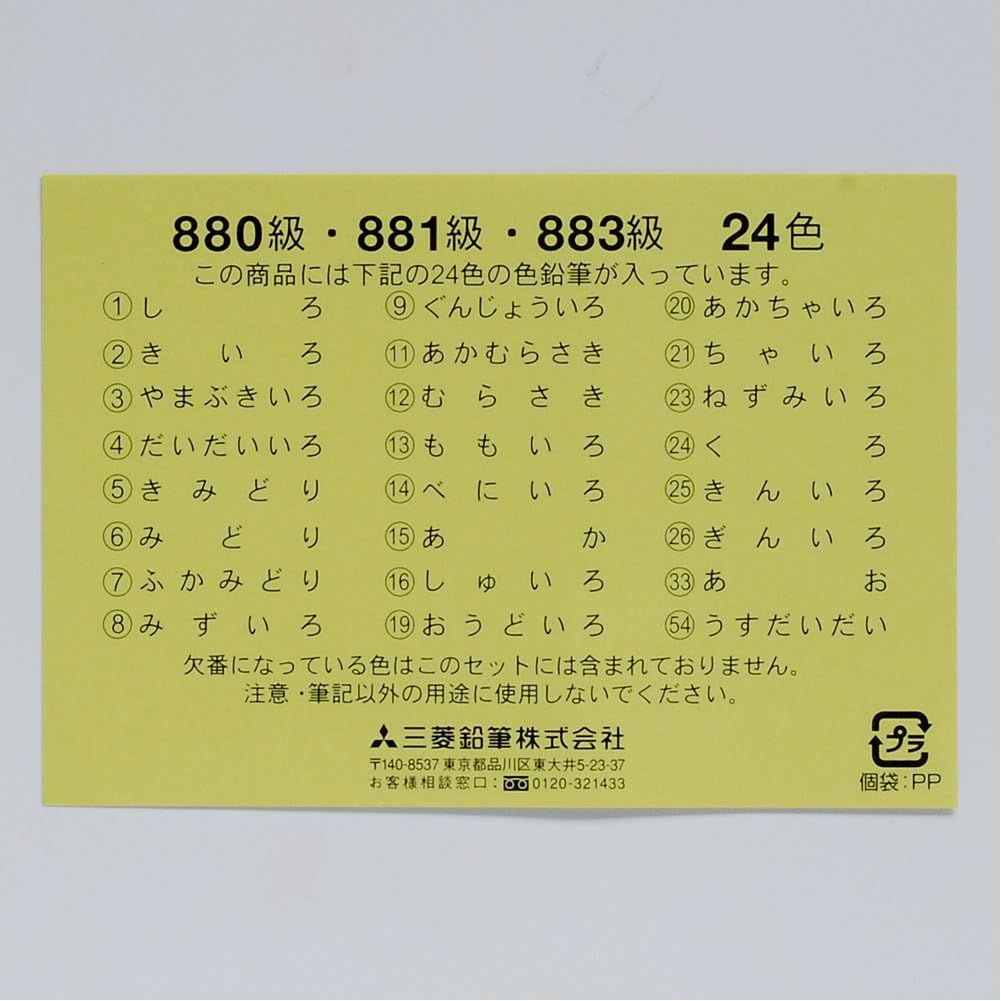 880級・881級・883級 24色
この商品には下記の24色の色鉛筆が入っています。
①しろ ⑨ぐんじょういろ ⑳あかちゃいろ
②きいろ ⑪あかむらさき ㉑ちゃいろ
③やまぶきいろ ⑫むらさき ㉓ねずみいろ
④だいだいいろ ⑬ももいろ ㉔くろ
⑤きみどり ⑭べにいろ ㉕きんいろ
⑥みどり ⑮あか ㉖ぎんいろ
⑦ふかみどり ⑯しゅいろ ㉝あお
⑧みずいろ ⑲おうどいろ 54うすだいだい
欠番になっている色はこのセットには含まれておりません。
注意・筆記以外の用途に使用しないでください。
三菱鉛筆株式会社
〒140-8537 東京都品川区東大井5-23-37
お客様相談窓口：0120-321433
プラ
個袋：PP